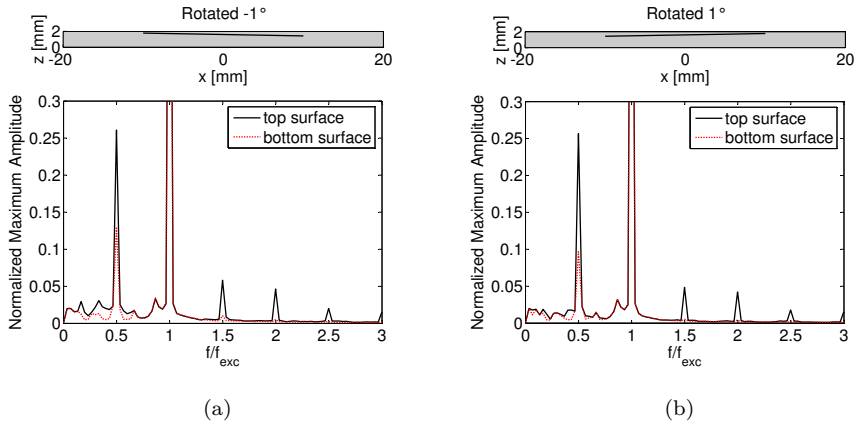 Rotated -1°
z [mm]
2
0
-20
0
20
x [mm]
Normalized Maximum Amplitude
0.3
0.25
0.2
0.15
0.1
0.05
0
top surface
bottom surface
0
0.5
1
1.5
2
2.5
3
f/f_exc
(a)
Rotated 1°
z [mm]
2
0
-20
0
20
x [mm]
Normalized Maximum Amplitude
0.3
0.25
0.2
0.15
0.1
0.05
0
top surface
bottom surface
0
0.5
1
1.5
2
2.5
3
f/f_exc
(b)